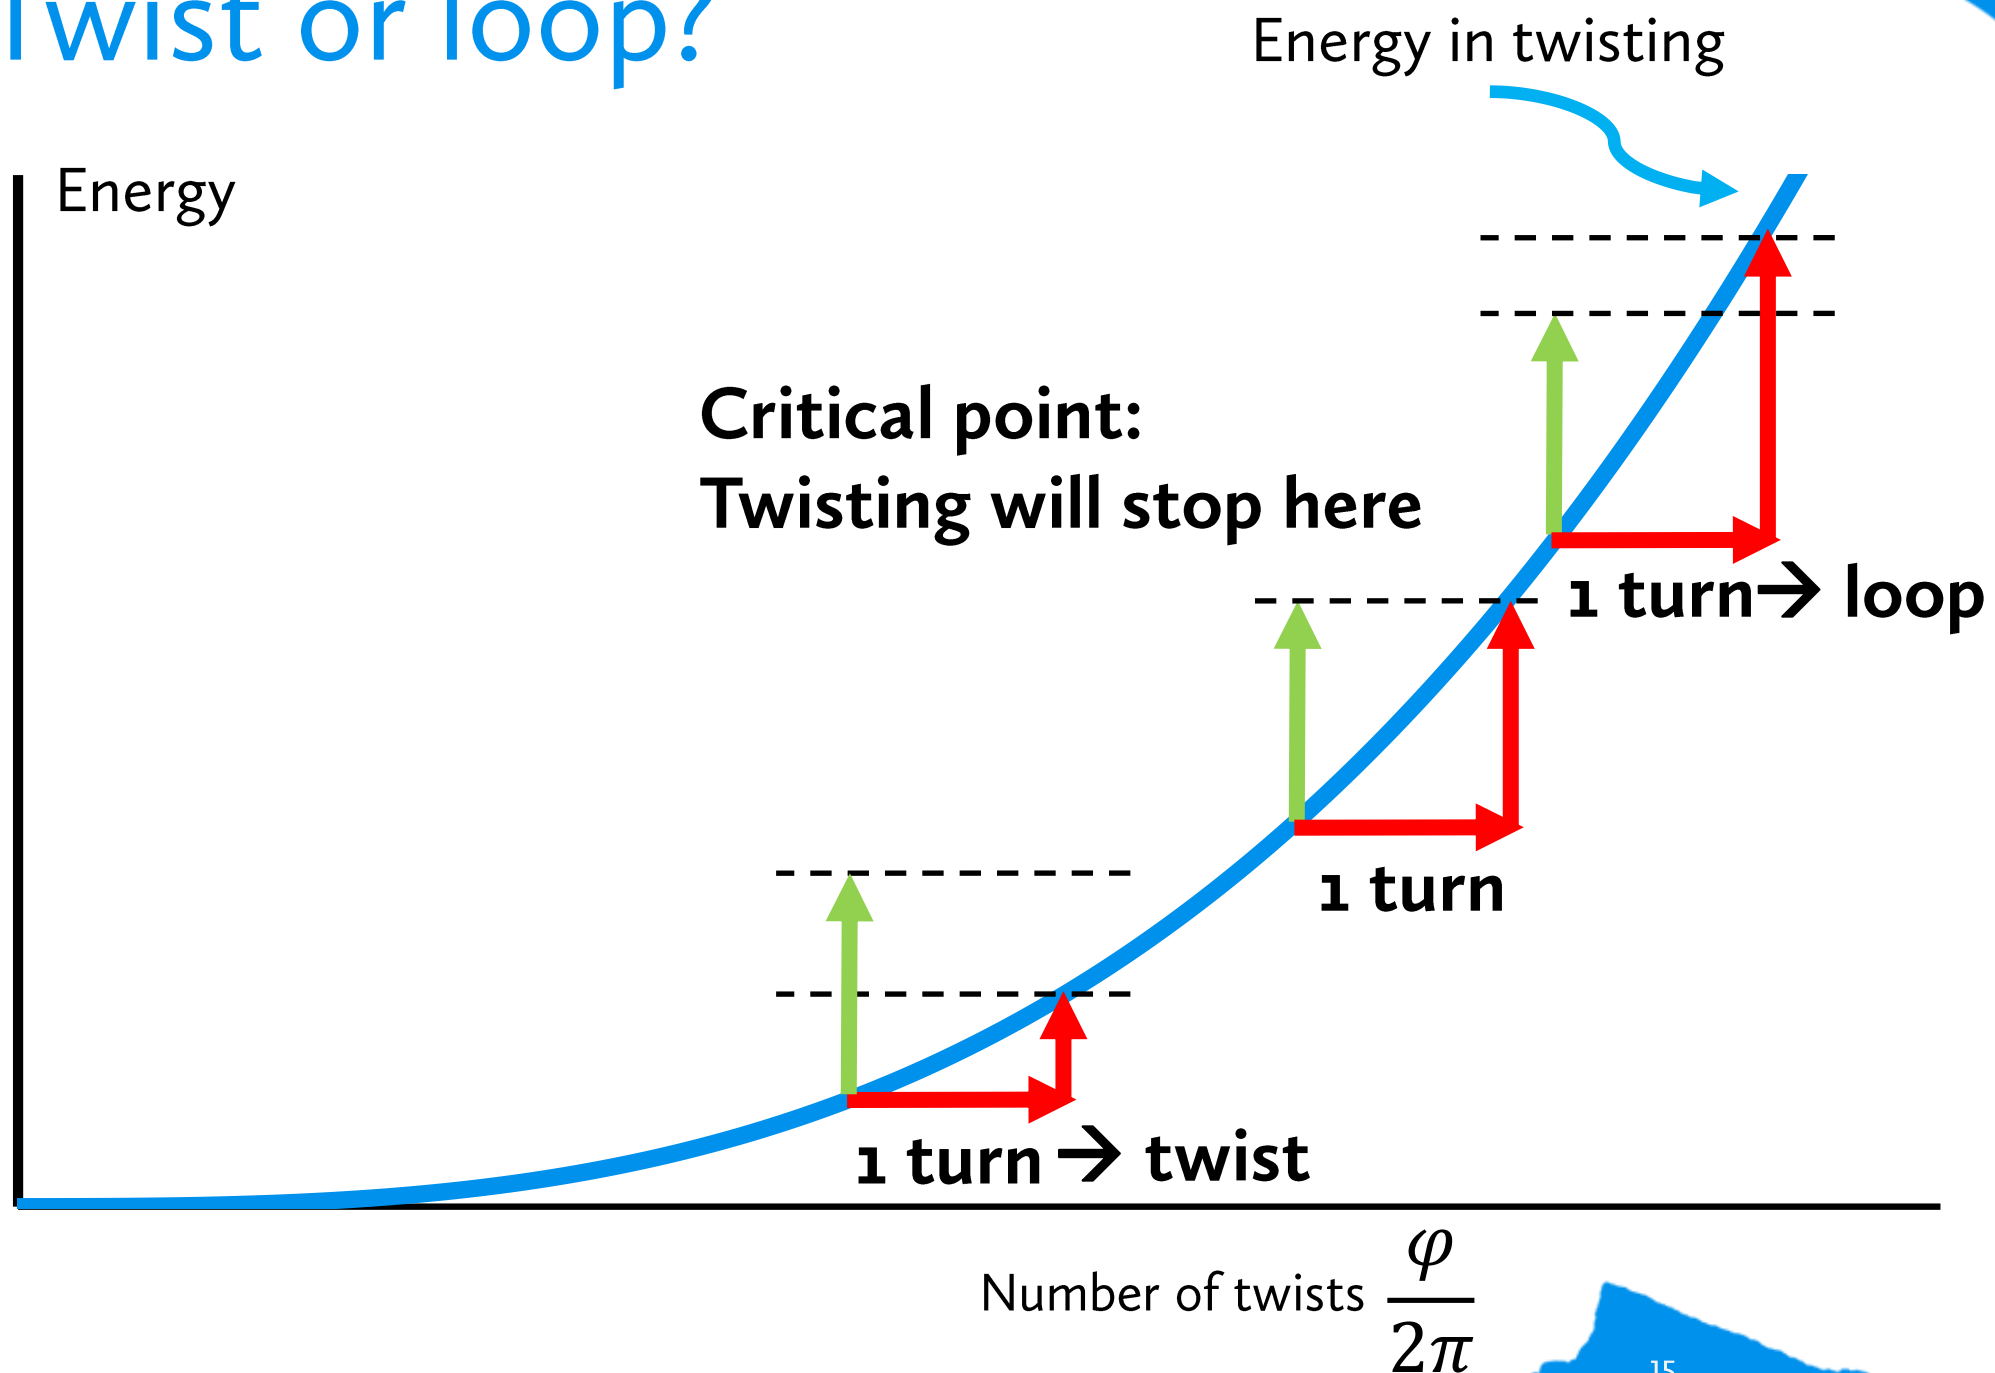 Twist or loop?
Energy in twisting
Energy
Critical point:
Twisting will stop here
1 turn→ loop
1 turn
1 turn → twist
Number of twists φ/2π
15